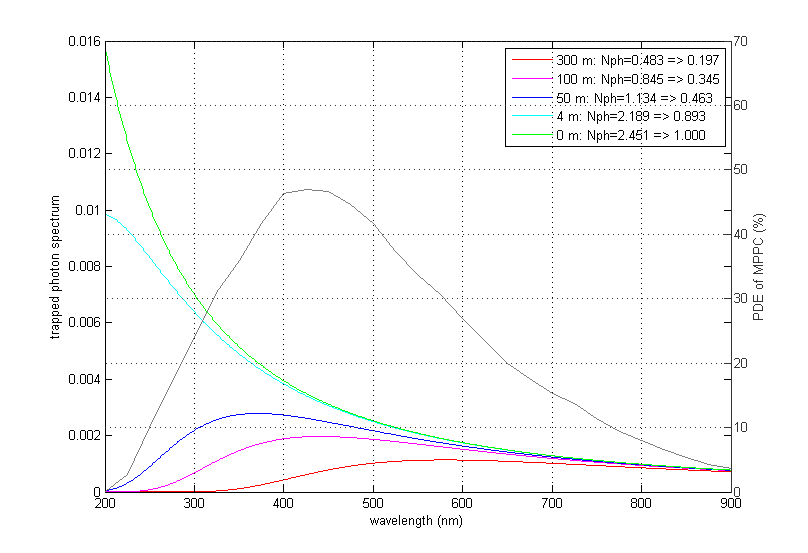 0.016
0.014
0.012
0.01
0.008
0.006
0.004
0.002
0
trapped photon spectrum
300 m: Nph=0.483 => 0.197
100 m: Nph=0.845 => 0.345
50 m: Nph=1.134 => 0.463
4 m: Nph=2.189 => 0.893
0 m: Nph=2.451 => 1.000
70
60
50
40
30
20
10
0
PDE of MPPC (%)
200 300 400 500 600 700 800 900
wavelength (nm)